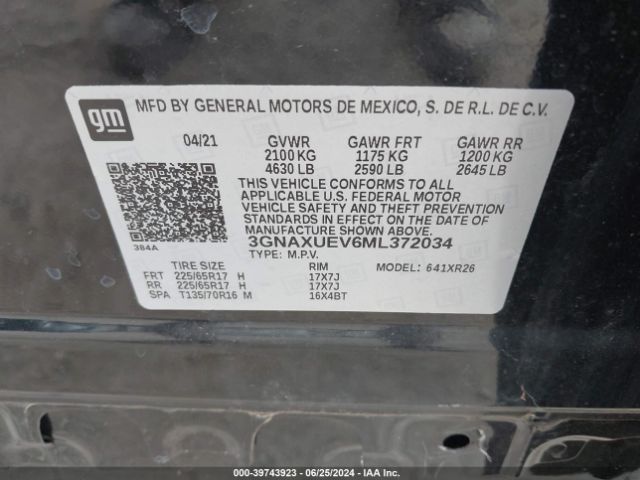 gm
MFD BY GENERAL MOTORS DE MEXICO, S. DE R.L. DE C.V.
04/21 GVWR GAWR FRT GAWR RR
2100 KG 1175 KG 1200 KG
4630 LB 2590 LB 2645 LB
THIS VEHICLE CONFORMS TO ALL
APPLICABLE U.S. FEDERAL MOTOR
VEHICLE SAFETY AND THEFT PREVENTION
STANDARDS IN EFFECT ON THE DATE OF
MANUFACTURE SHOWN ABOVE.
384A 3GNAXUEV6ML372034
TYPE: M.P.V.
TIRE SIZE RIM MODEL: 641XR26
FRT 225/65R17 H 17X7J
RR 225/65R17 H 17X7J
SPA T135/70R16 M 16X4BT
000-39743923 | 06/25/2024 | IAA Inc.